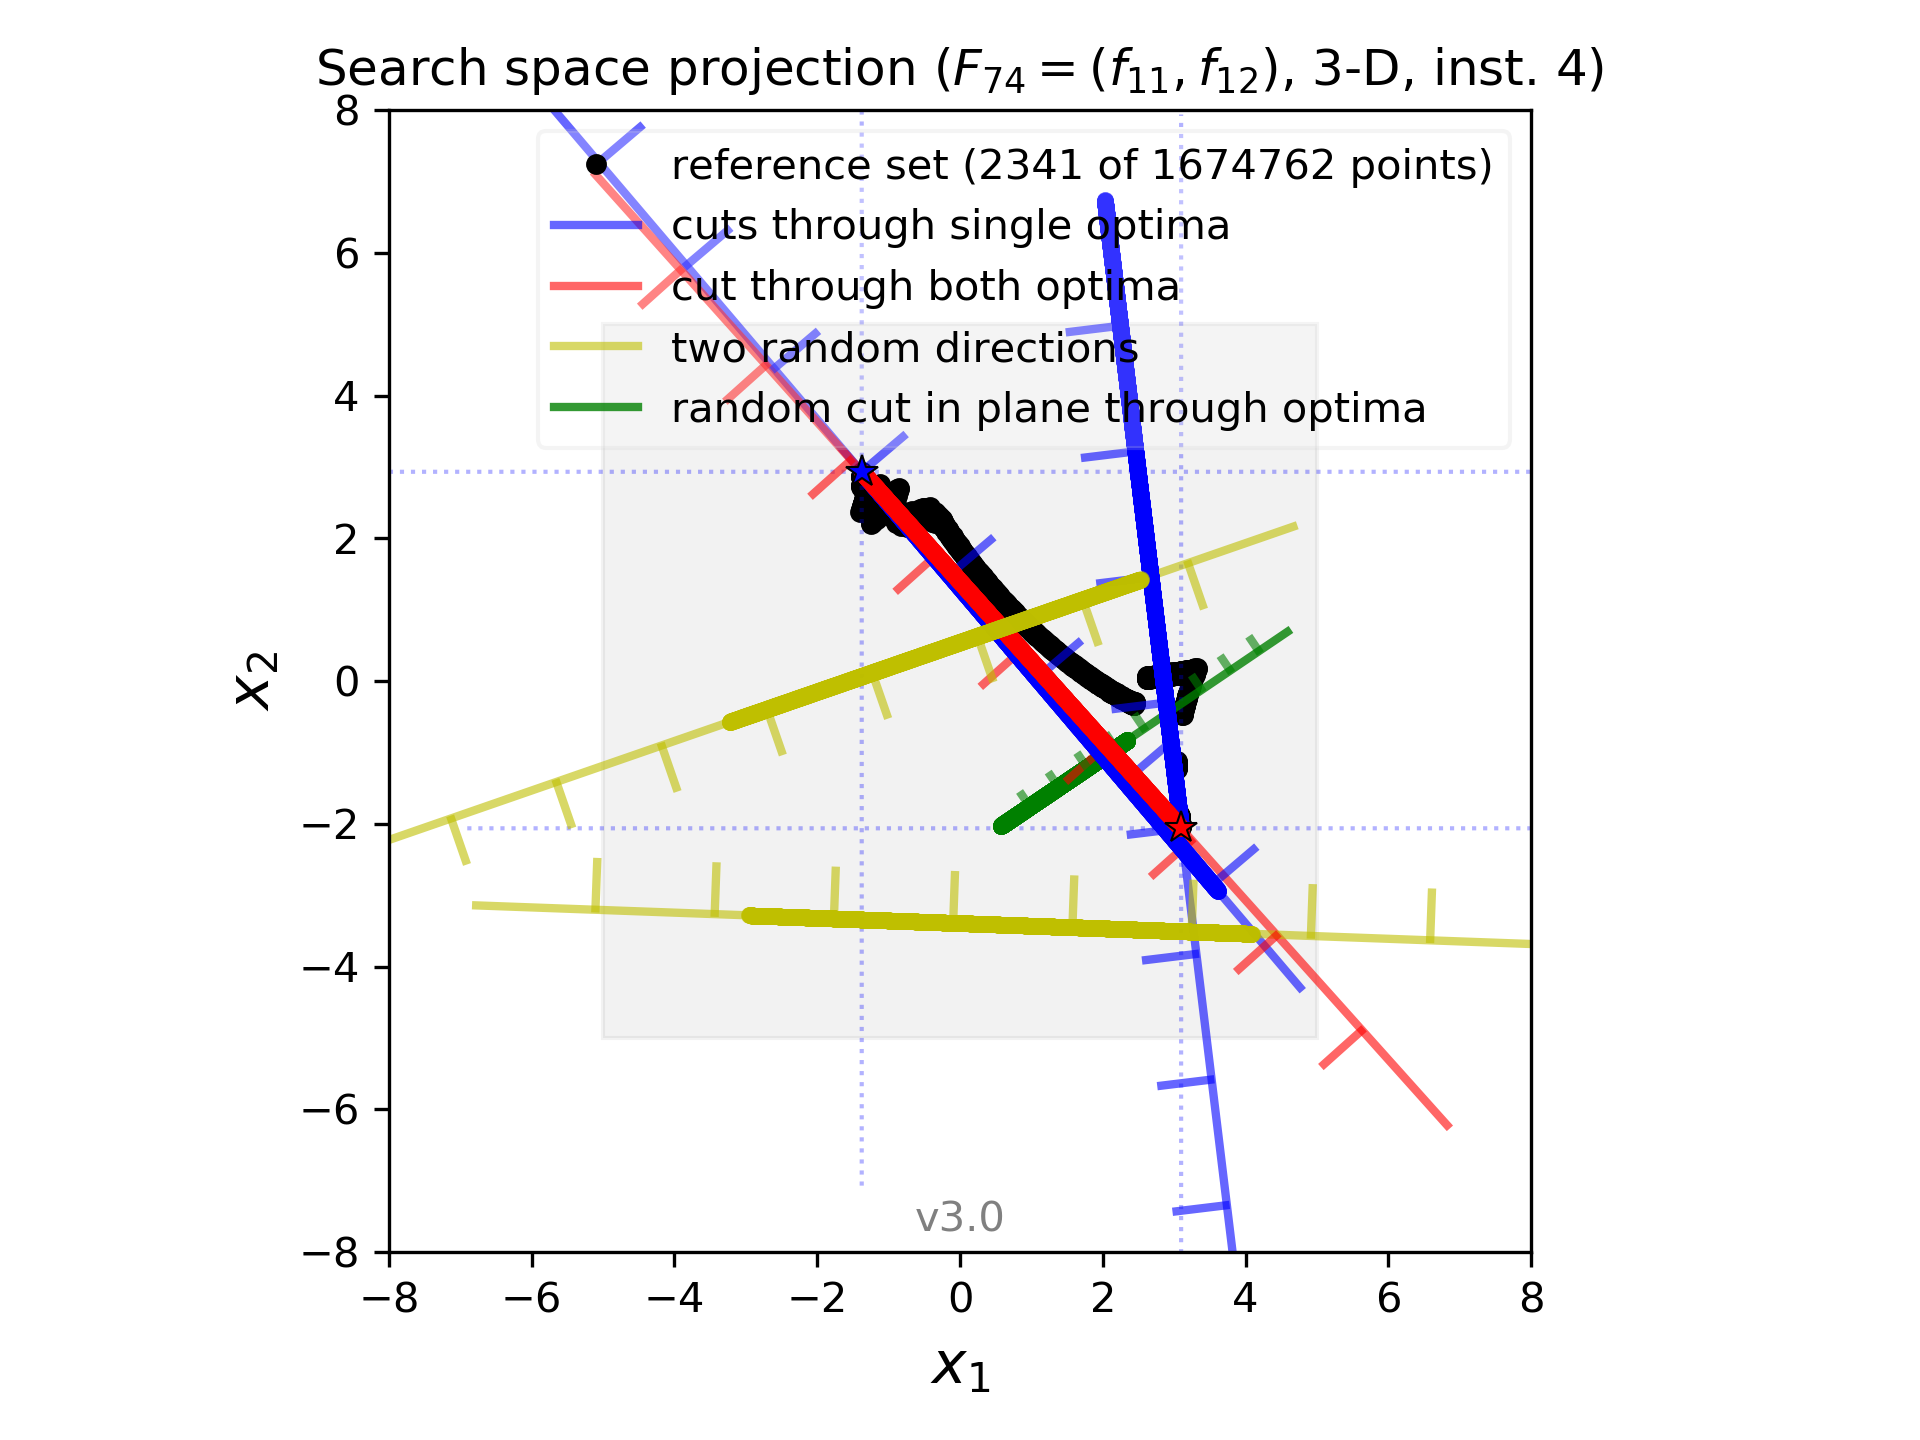 Search space projection (F₇₄ = (f₁₁, f₁₂), 3-D, inst. 4)
reference set (2341 of 1674762 points)
cuts through single optima
cut through both optima
two random directions
random cut in plane through optima
8
6
4
2
0
−2
−4
−6
−8
x₂
v3.0
−8 −6 −4 −2 0 2 4 6 8
x₁